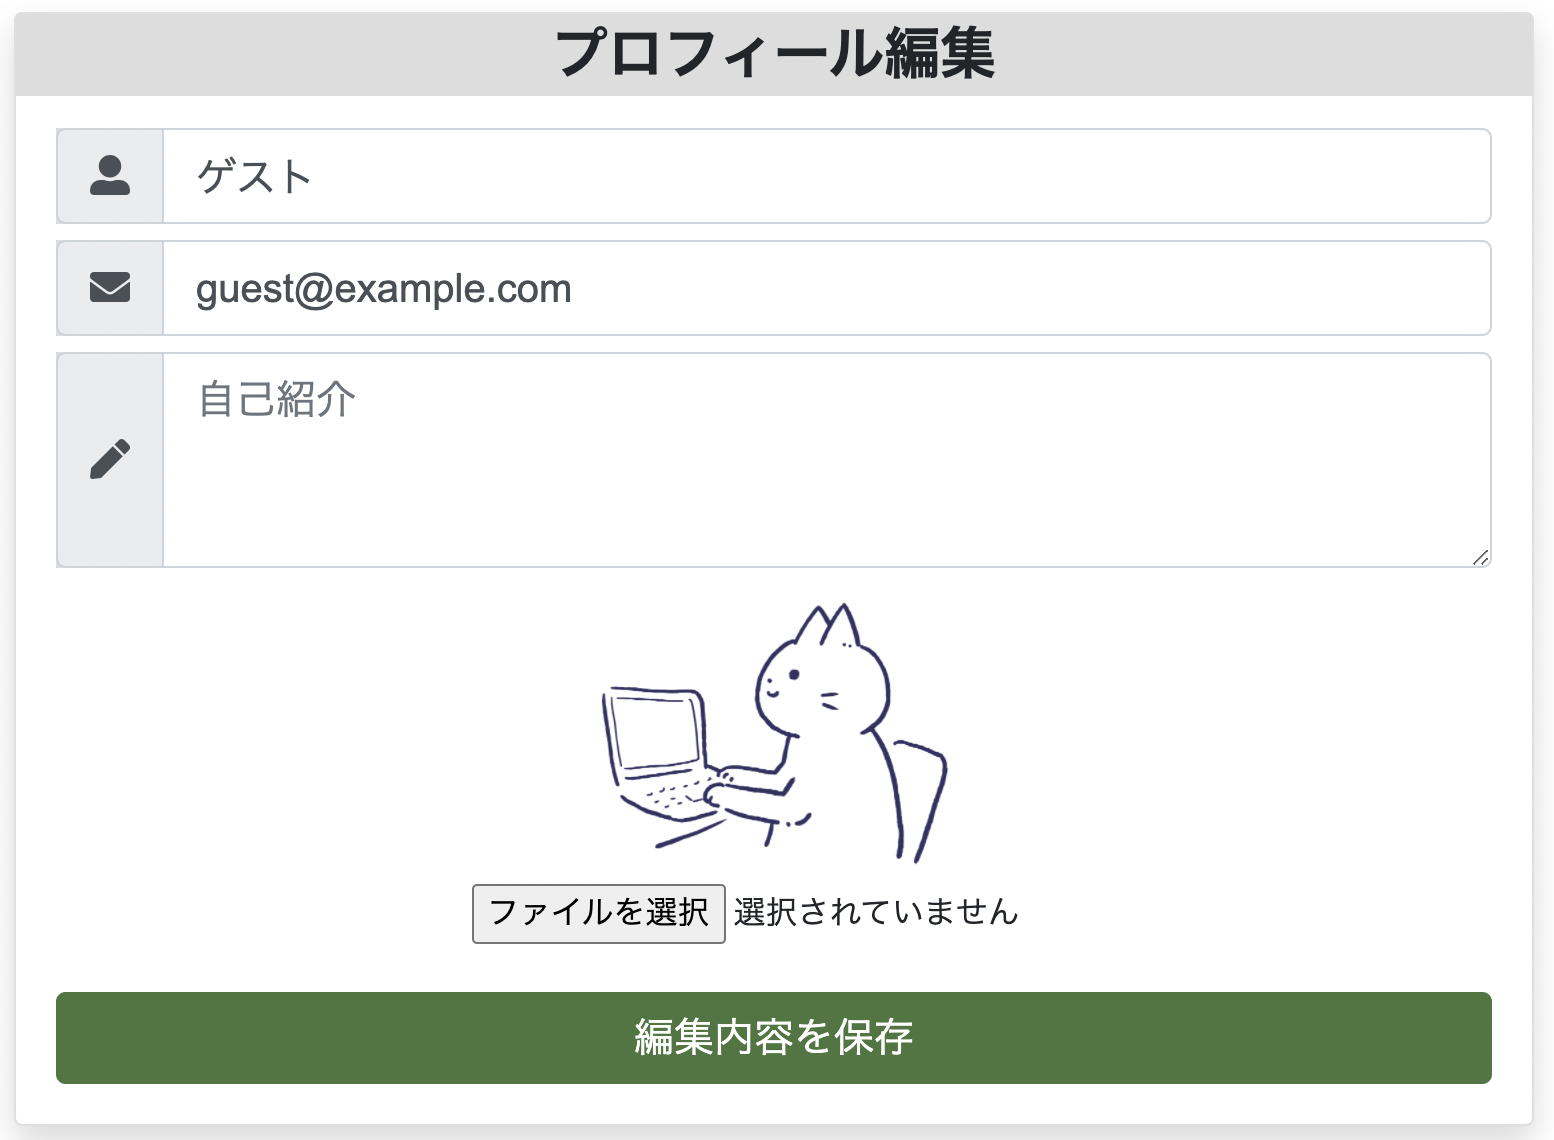 プロフィール編集
ゲスト
guest@example.com
自己紹介
ファイルを選択 選択されていません
編集内容を保存